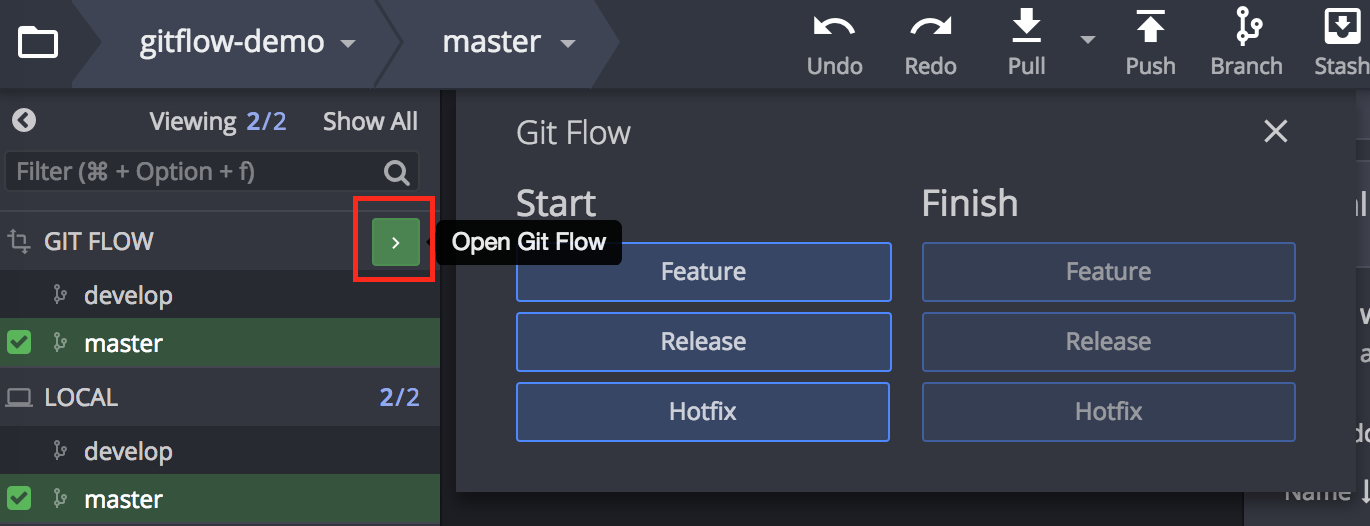 gitflow-demo
master
Undo
Redo
Pull
Push
Branch
Stash
Viewing 2/2 Show All
Filter (⌘ + Option + f)
GIT FLOW
develop
master
LOCAL 2/2
develop
master
Open Git Flow
Git Flow
Start
Feature
Release
Hotfix
Finish
Feature
Release
Hotfix
Name